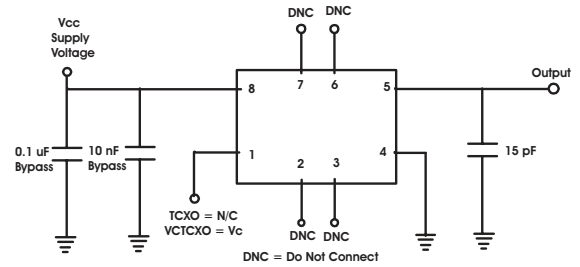 DNC DNC
Vcc
Supply
Voltage
Output
8
7
6
5
0.1 uF
Bypass
10 nF
Bypass
1
2
3
4
15 pF
TCXO = N/C
VCTCXO = Vc
DNC DNC
DNC = Do Not Connect